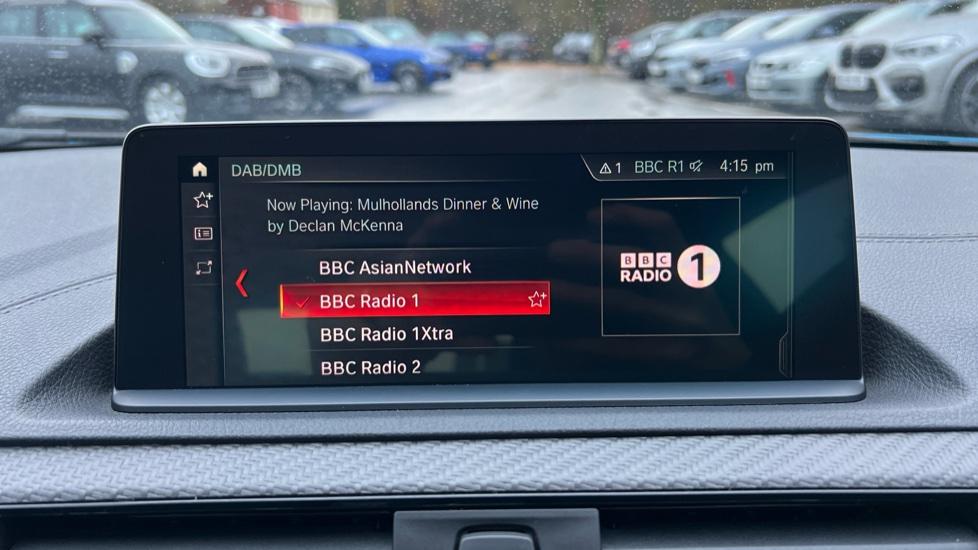 DAB/DMB
1 BBC R1 4:15 pm
Now Playing: Mulhollands Dinner & Wine
by Declan McKenna
BBC AsianNetwork
BBC Radio 1
BBC Radio 1Xtra
BBC Radio 2
BBC
RADIO 1